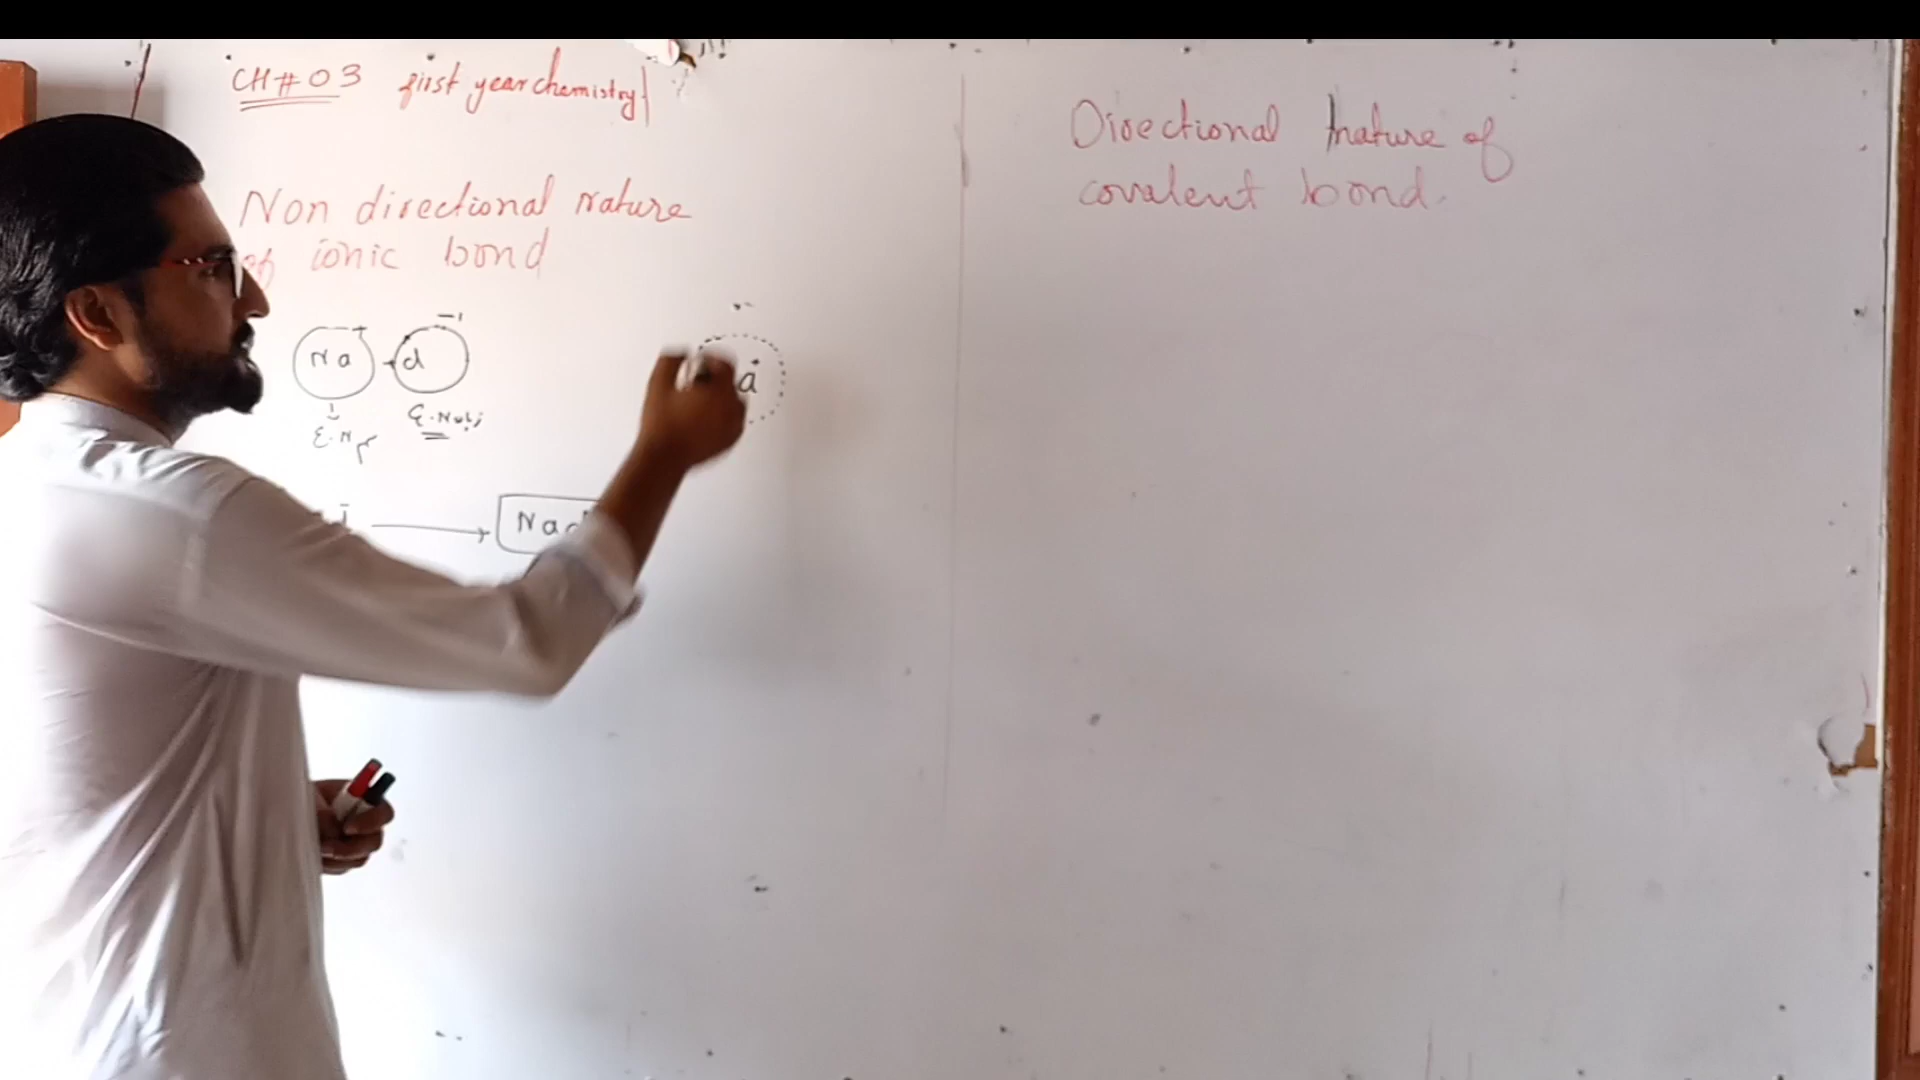 CH#03 first year chemistry
Non directional nature
of ionic bond
Na + Cl -1
E.N E.N
Na
a
Directional nature of
covalent bond.